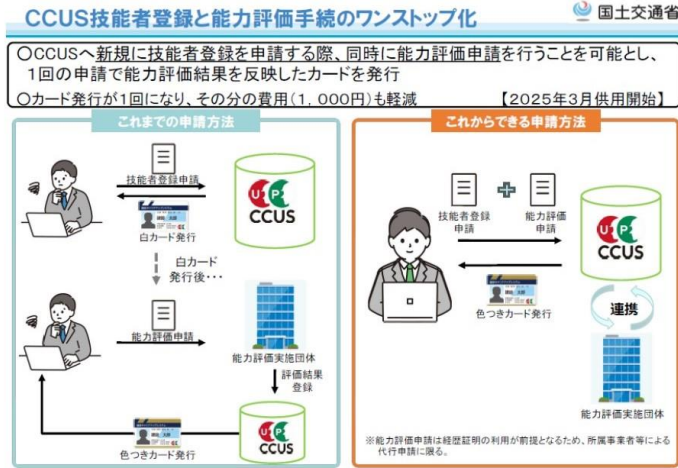 CCUS技能者登録と能力評価手続のワンストップ化
国土交通省
○CCUSへ新規に技能者登録を申請する際、同時に能力評価申請を行うことを可能とし、
1回の申請で能力評価結果を反映したカードを発行
○カード発行が1回になり、その分の費用(1,000円)も軽減 【2025年3月供用開始】
これまでの申請方法
技能者登録申請
CCUS
白カード発行
白カード
発行後・・・
能力評価申請
能力評価実施団体
評価結果
登録
CCUS
色つきカード発行
これからできる申請方法
技能者登録
申請
能力評価
申請
CCUS
色つきカード発行
連携
能力評価実施団体
※能力評価申請は経歴証明の利用が前提となるため、所属事業者等による
代行申請に限る。